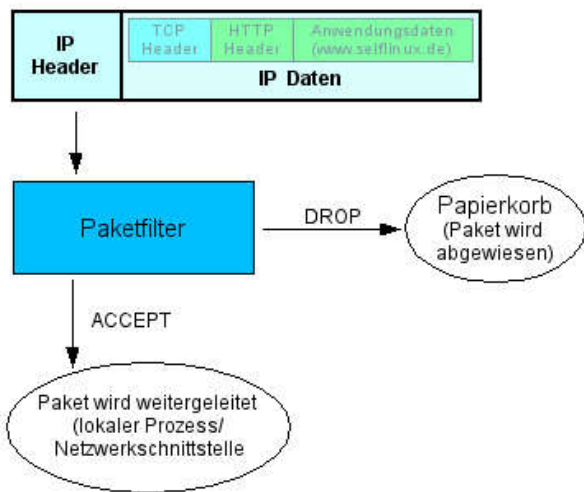 IP
Header
TCP
Header
HTTP
Header
Anwendungsdaten
(www.selflinux.de)
IP Daten
Paketfilter
DROP
Papierkorb
(Paket wird
abgewiesen)
ACCEPT
Paket wird weitergeleitet
(lokaler Prozess/
Netzwerkschnittstelle